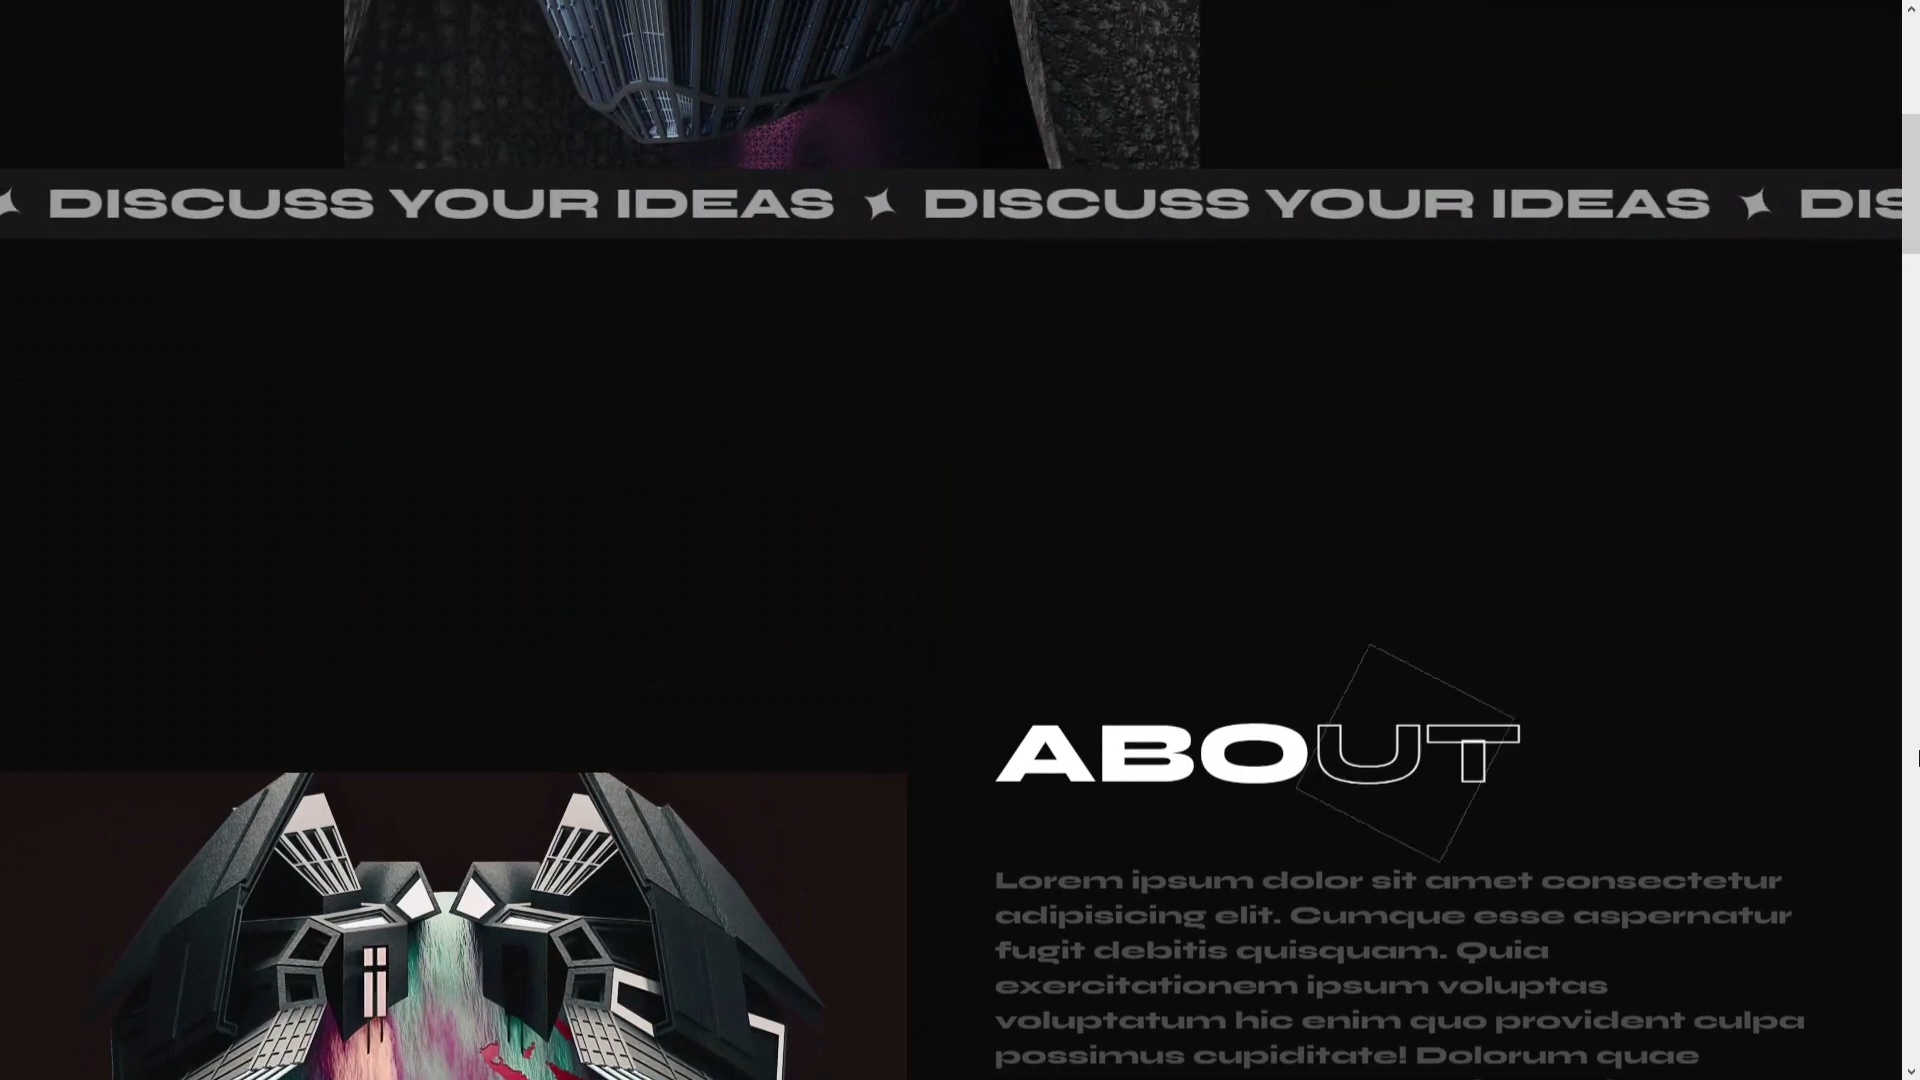 DISCUSS YOUR IDEAS DISCUSS YOUR IDEAS DIS
ABOUT
Lorem ipsum dolor sit amet consectetur
adipisicing elit. Cumque esse aspernatur
fugit debitis quisquam. Quia
exercitationem ipsum voluptas
voluptatum hic enim quo provident culpa
possimus cupiditate! Dolorum quae